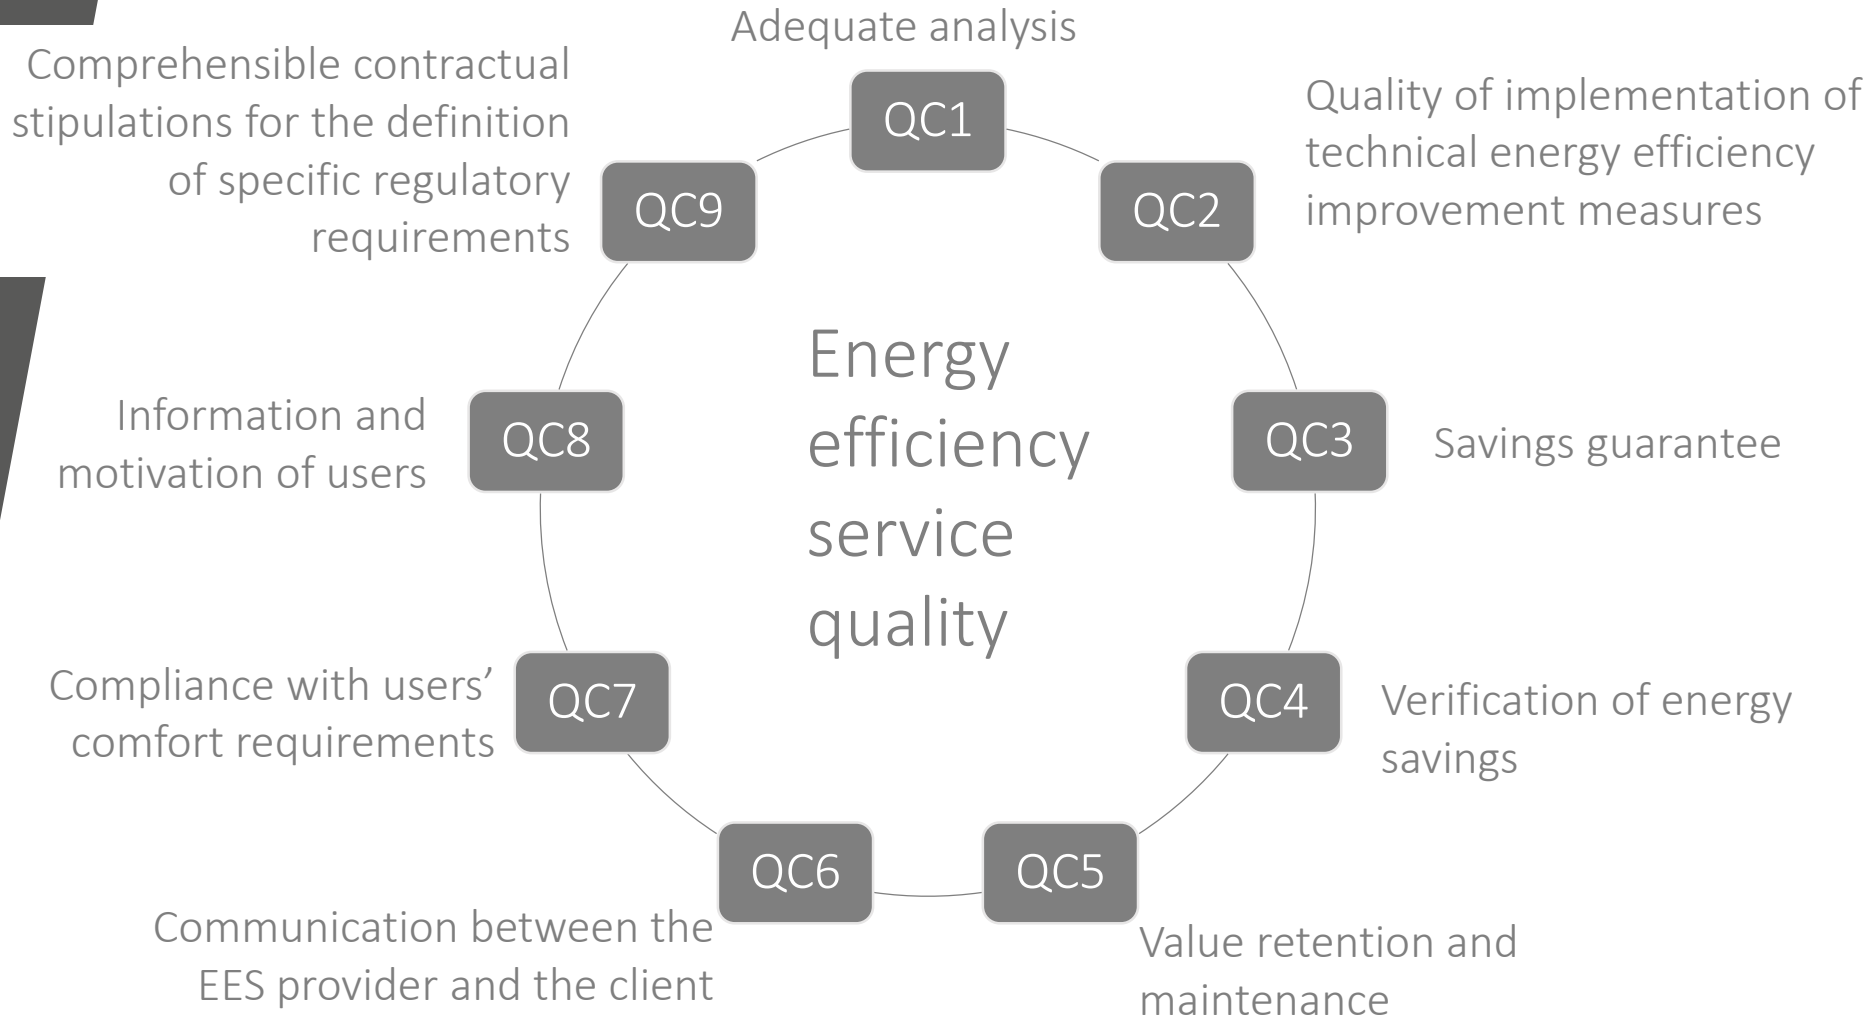 Adequate analysis
QC1
Quality of implementation of
technical energy efficiency
improvement measures
QC2
Savings guarantee
QC3
Verification of energy
savings
QC4
Value retention and
maintenance
QC5
Communication between the
EES provider and the client
QC6
Compliance with users’
comfort requirements
QC7
Information and
motivation of users
QC8
Comprehensible contractual
stipulations for the definition
of specific regulatory
requirements
QC9
Energy
efficiency
service
quality